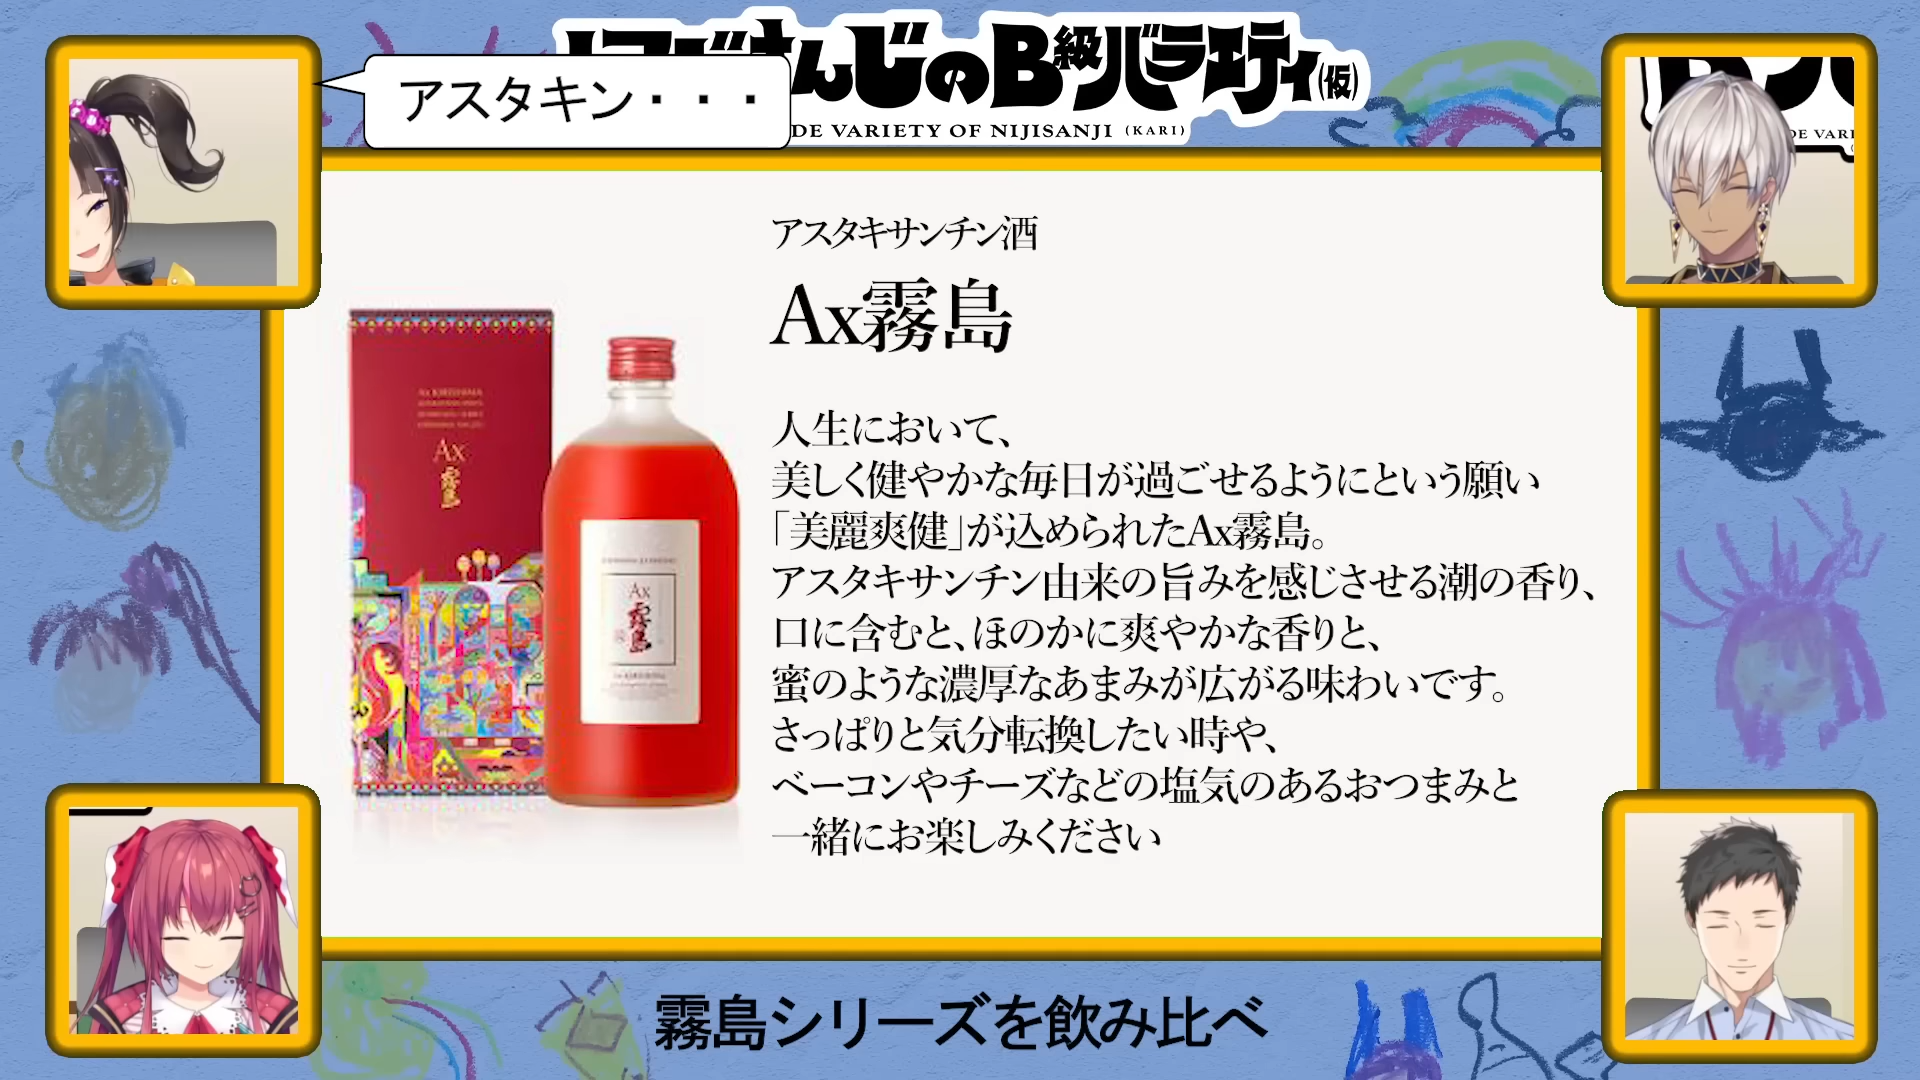 さんじのB級バラエティ(仮)
DE VARIETY OF NIJISANJI (KARI)
アスタキン・・・
DE VARI
アスタキサンチン酒
Ax霧島
人生において、
美しく健やかな毎日が過ごせるようにという願い
「美麗爽健」が込められたAx霧島。
アスタキサンチン由来の旨みを感じさせる潮の香り、
口に含むと、ほのかに爽やかな香りと、
蜜のような濃厚なあまみが広がる味わいです。
さっぱりと気分転換したい時や、
ベーコンやチーズなどの塩気のあるおつまみと
一緒にお楽しみください
Ax KIRISHIMA
Ax
霧島
Ax
霧島
霧島シリーズを飲み比べ